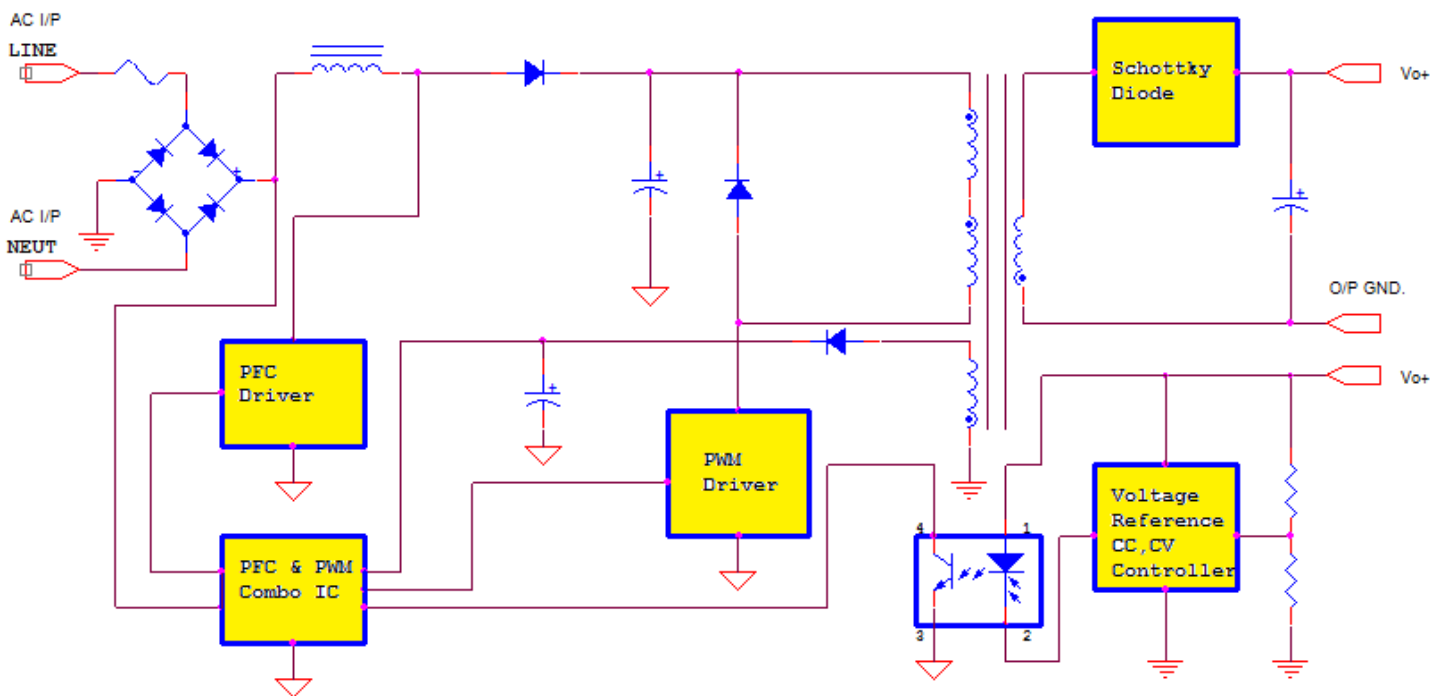 AC I/P
LINE
AC I/P
NEUT
- +
+
+
+
Schottky
Diode
Vo+
O/P GND.
Vo+
PFC
Driver
PWM
Driver
PFC & PWM
Combo IC
4 1
3 2
Voltage
Reference
CC,CV
Controller